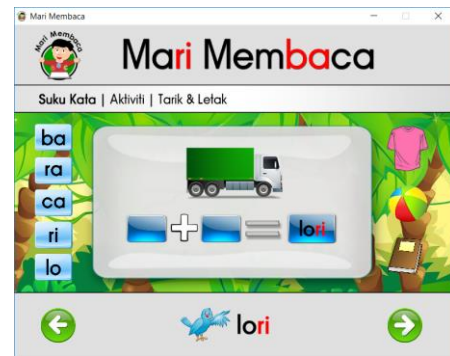 Mari Membaca
Mari Membaca
Mari Membaca
Suku Kata | Aktiviti | Tarik & Letak
ba
ra
ca
ri
lo
+ = lori
lori